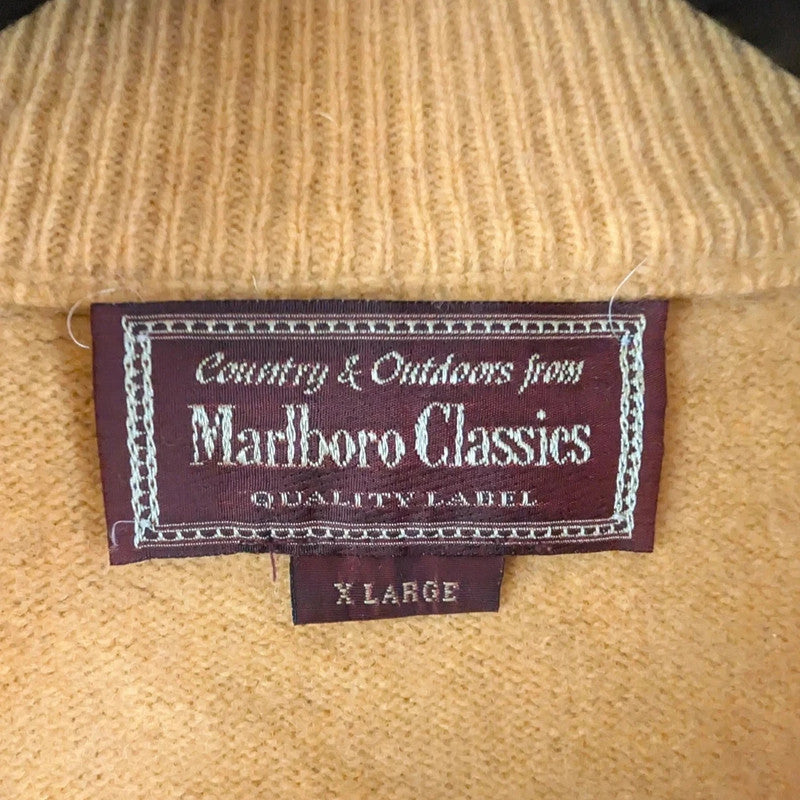 Country & Outdoors from
Marlboro Classics
QUALITY LABEL
X LARGE